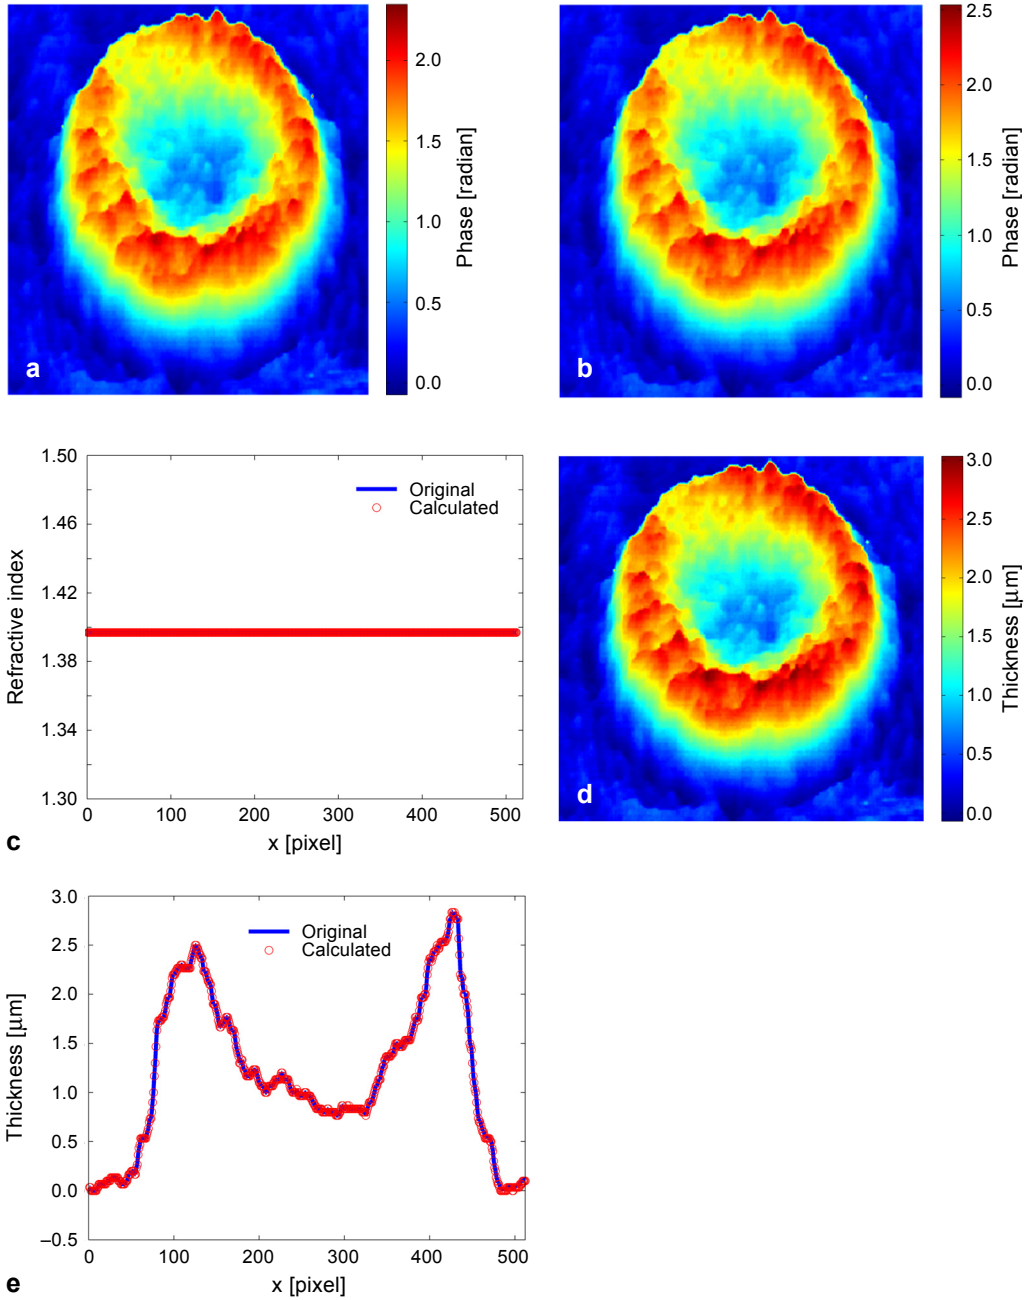 2.0
1.5
1.0
0.5
0.0
Phase [radian]
a
2.5
2.0
1.5
1.0
0.5
0.0
Phase [radian]
b
1.50
1.46
1.42
1.38
1.34
1.30
Refractive index
Original
Calculated
0 100 200 300 400 500
x [pixel]
c
3.0
2.5
2.0
1.5
1.0
0.5
0.0
Thickness [µm]
d
3.0
2.5
2.0
1.5
1.0
0.5
0.0
–0.5
Thickness [µm]
Original
Calculated
0 100 200 300 400 500
x [pixel]
e